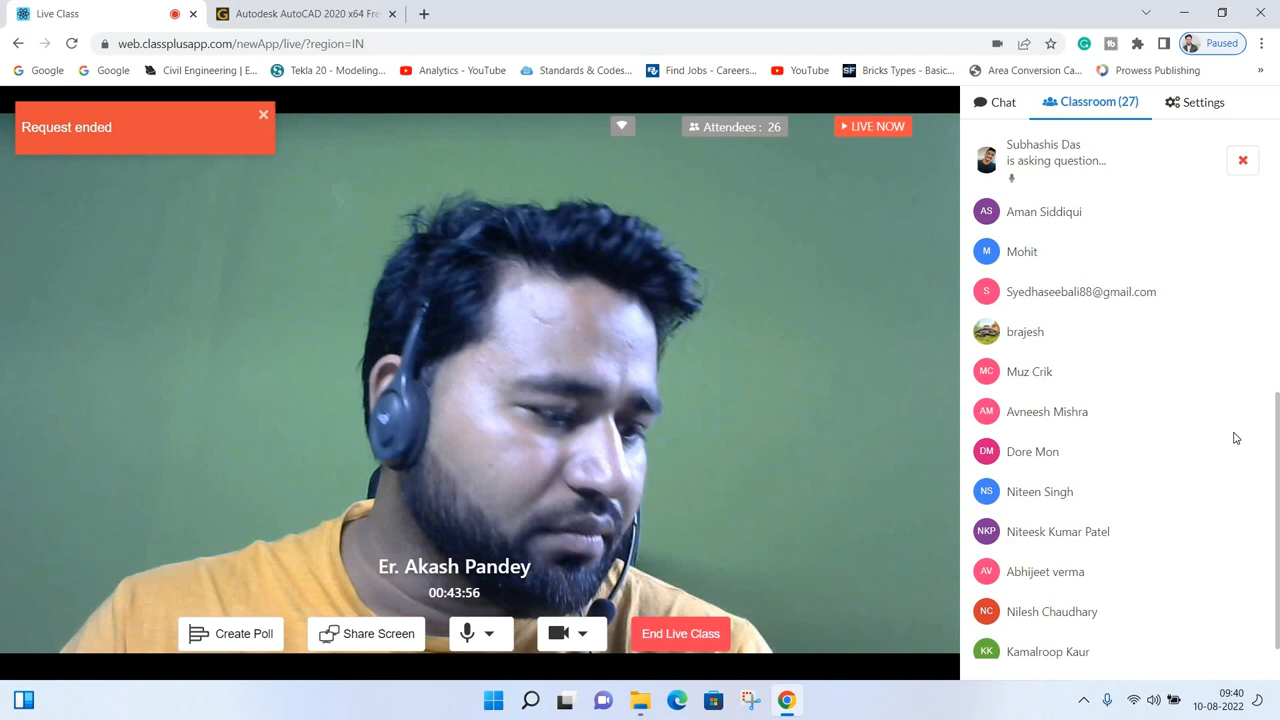 Live Class
Autodesk AutoCAD 2020 x64 Fre
web.classplusapp.com/newApp/live/?region=IN
Paused
Google
Google
Civil Engineering | E...
Tekla 20 - Modeling...
Analytics - YouTube
Standards & Codes...
Find Jobs - Careers...
YouTube
Bricks Types - Basic...
Area Conversion Ca...
Prowess Publishing
»
Request ended
Attendees : 26
LIVE NOW
Chat
Classroom (27)
Settings
Subhashis Das
is asking question...
AS Aman Siddiqui
M Mohit
S Syedhaseebali88@gmail.com
brajesh
MC Muz Crik
AM Avneesh Mishra
DM Dore Mon
NS Niteen Singh
NKP Niteesk Kumar Patel
AV Abhijeet verma
NC Nilesh Chaudhary
KK Kamalroop Kaur
Er. Akash Pandey
00:43:56
Create Poll
Share Screen
End Live Class
09:40
10-08-2022